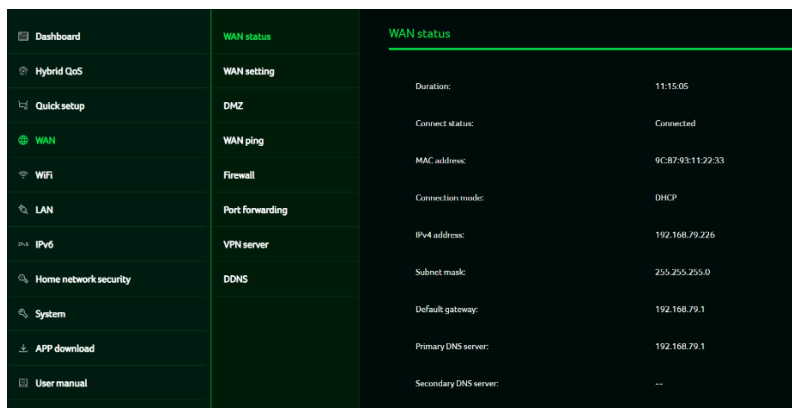 Dashboard
Hybrid QoS
Quick setup
WAN
WiFi
LAN
IPv6
Home network security
System
APP download
User manual
WAN status
WAN setting
DMZ
WAN ping
Firewall
Port forwarding
VPN server
DDNS
WAN status
Duration: 11:15:05
Connect status: Connected
MAC address: 9C:87:93:11:22:33
Connection mode: DHCP
IPv4 address: 192.168.79.226
Subnet mask: 255.255.255.0
Default gateway: 192.168.79.1
Primary DNS server: 192.168.79.1
Secondary DNS server: --